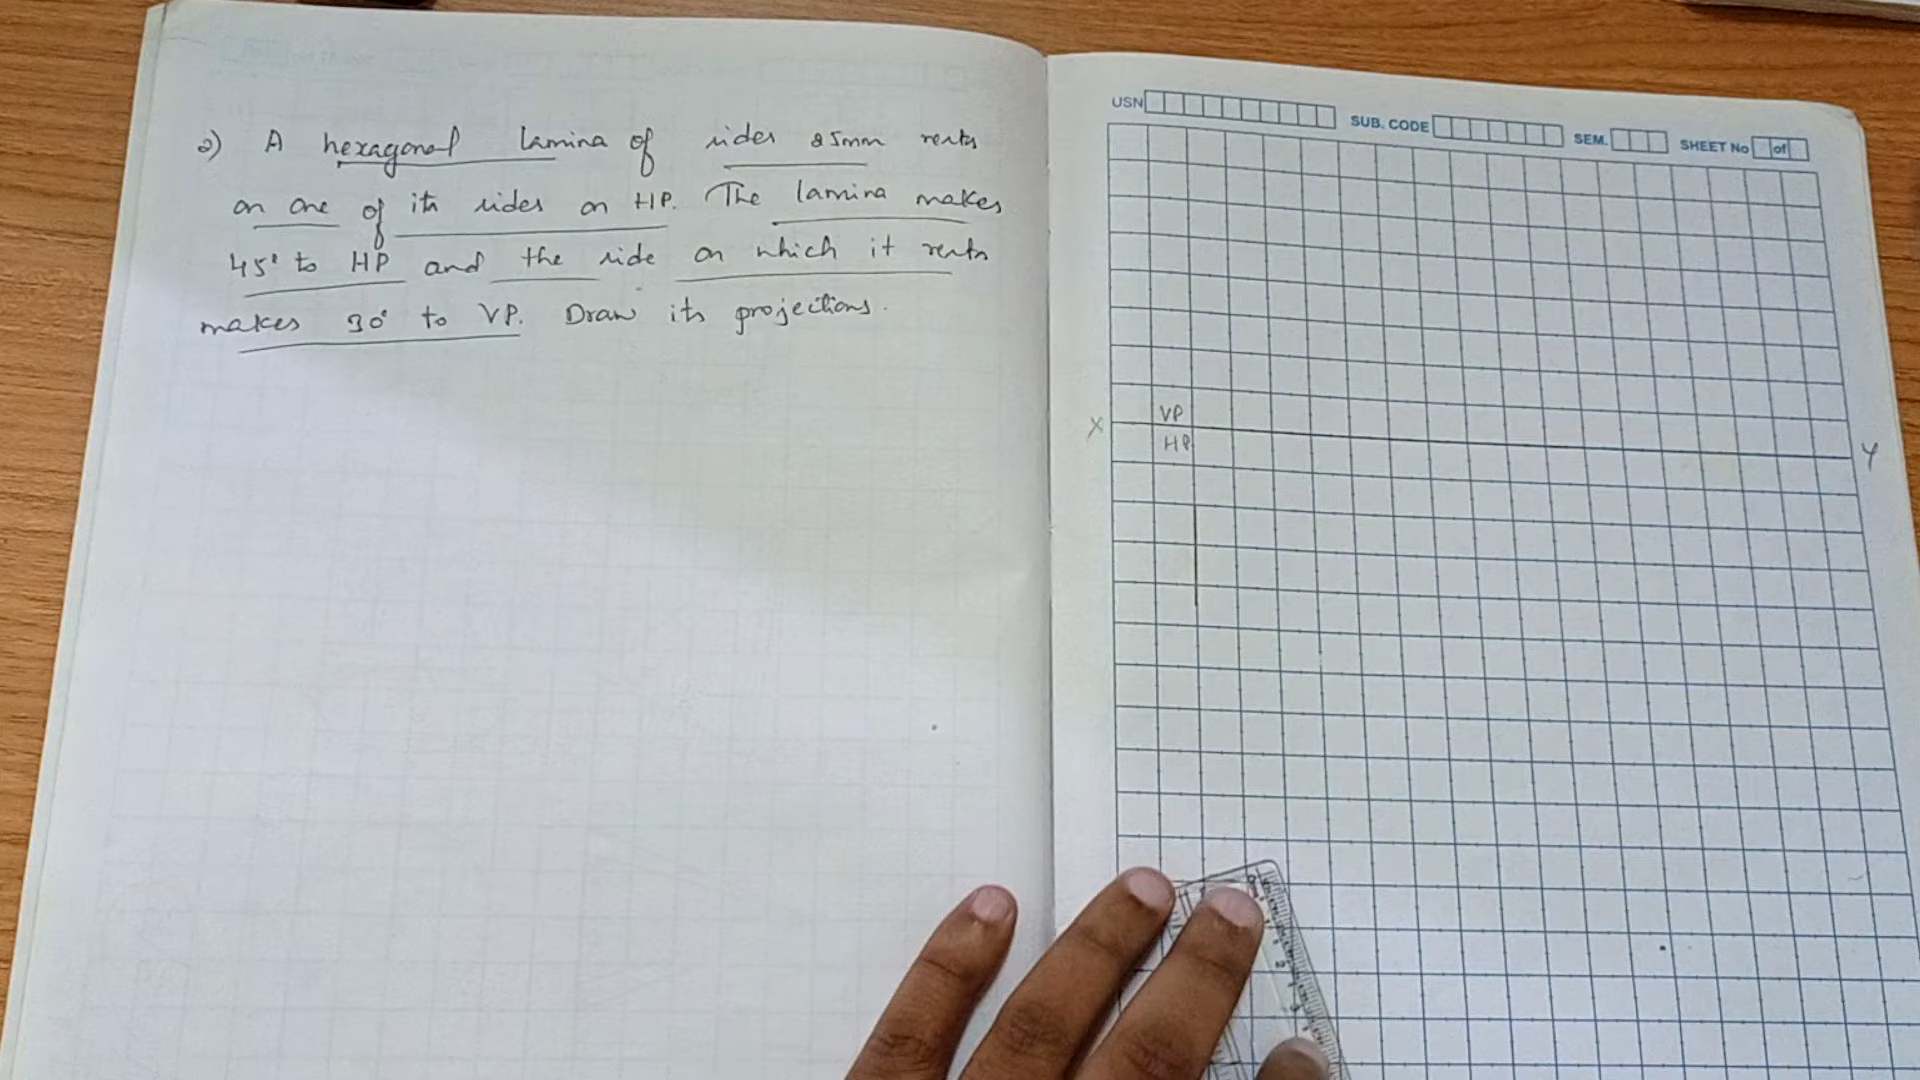 2) A hexagonal lamina of sides 25mm rests
on one of its sides on HP. The lamina makes
45° to HP and the side on which it rests
makes 30° to VP. Draw its projections.
USN SUB. CODE SEM. SHEET No of
VP
X Y
HP